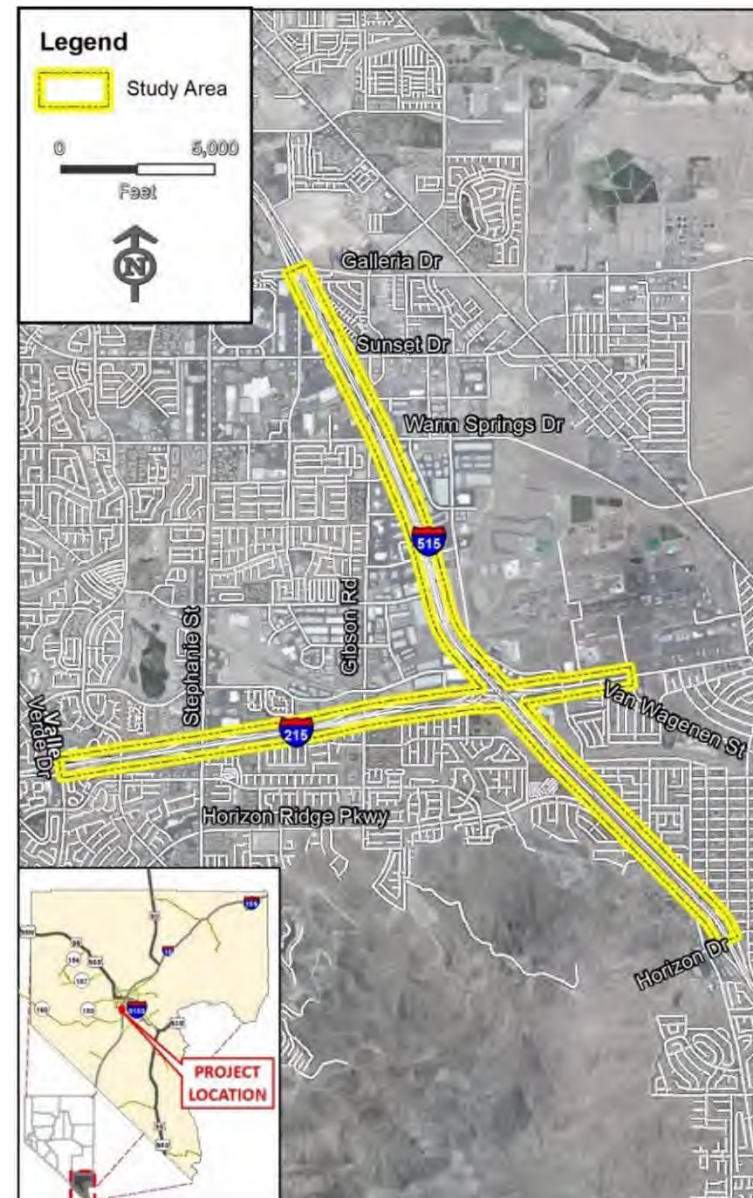 Legend
Study Area
0 5,000
Feet
N
Galleria Dr
Sunset Dr
Warm Springs Dr
515
Gibson Rd
Stephanie St
Van Wagenen St
215
Valle
Verde Dr
Horizon Ridge Pkwy
Horizon Dr
PROJECT
LOCATION